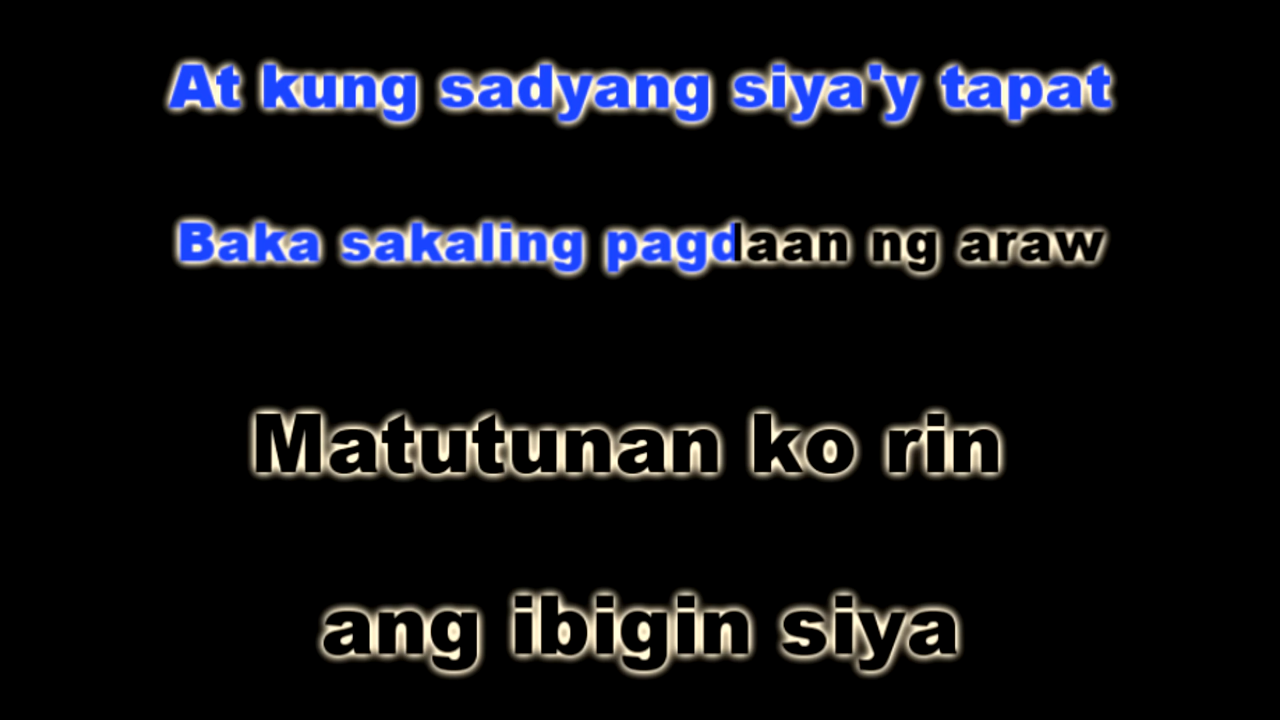 At kung sadyang siya'y tapat
Baka sakaling pagdaan ng araw
Matutunan ko rin
ang ibigin siya